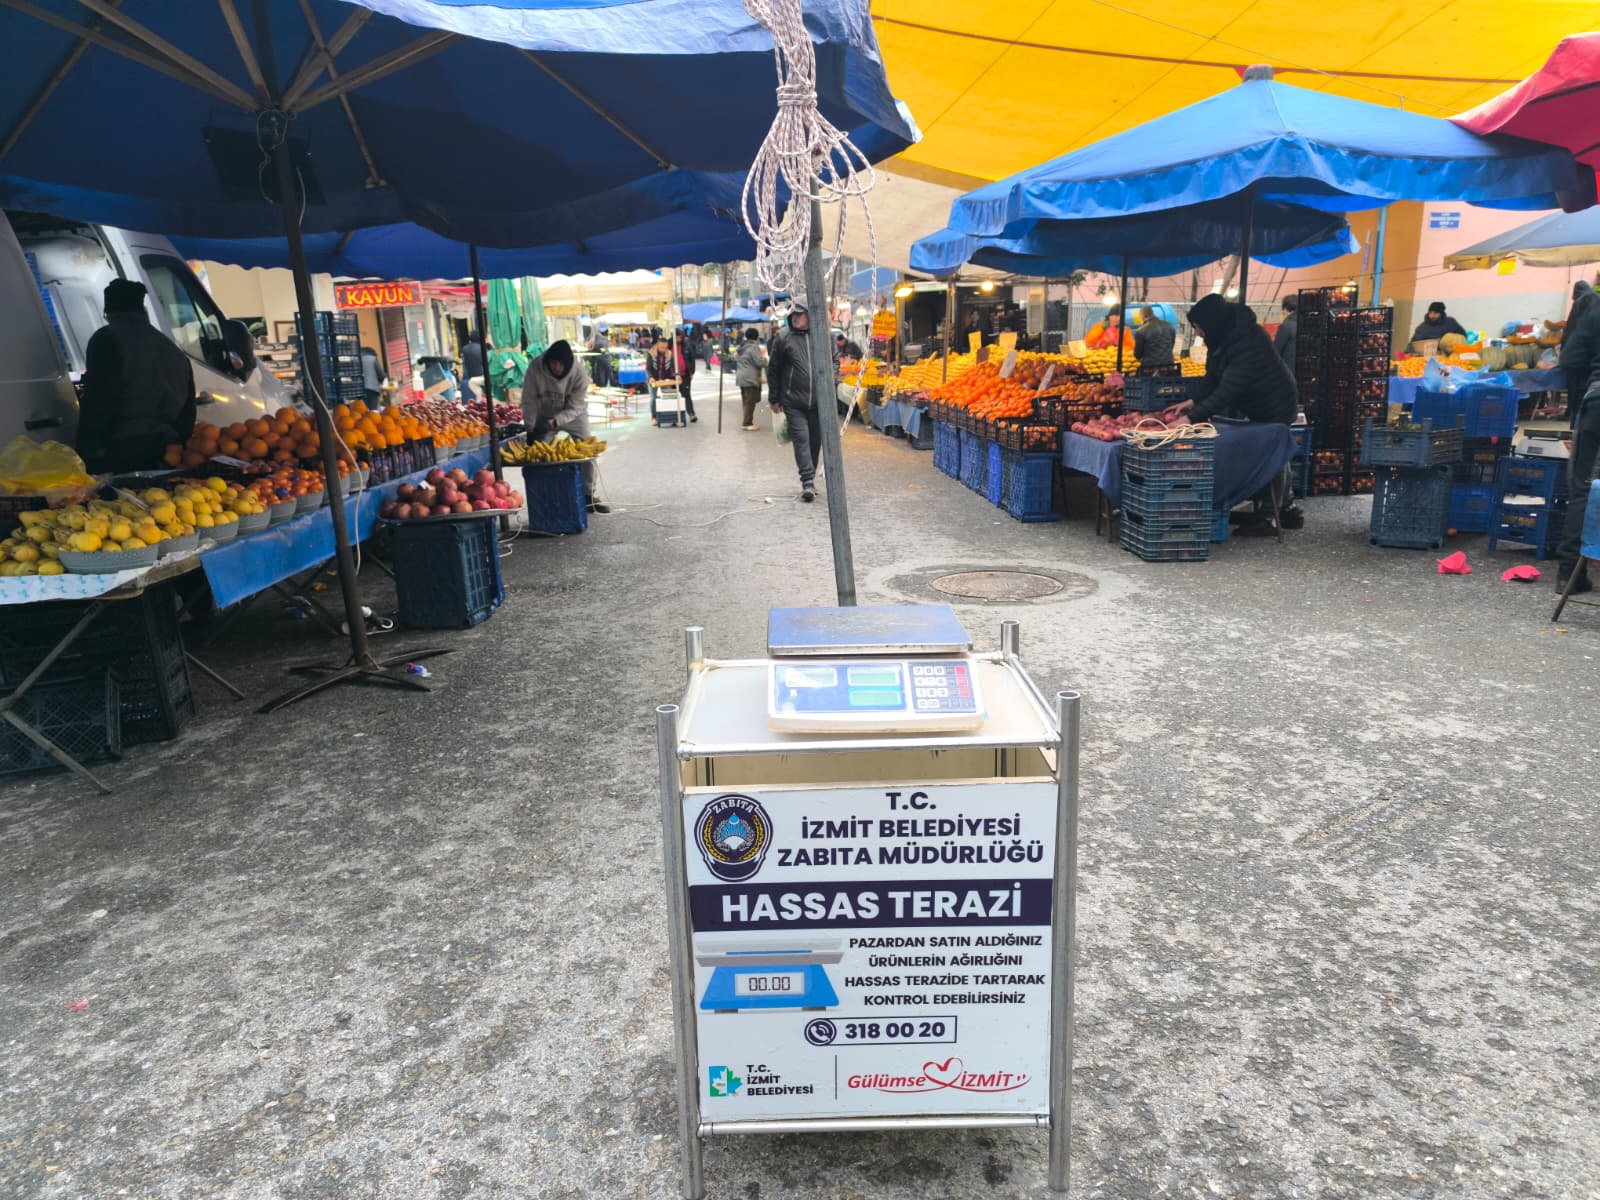 KAVUN
ZABITA
T.C.
İZMİT BELEDİYESİ
ZABITA MÜDÜRLÜĞÜ
HASSAS TERAZİ
PAZARDAN SATIN ALDIĞINIZ
ÜRÜNLERİN AĞIRLIĞINI
HASSAS TERAZİDE TARTARAK
KONTROL EDEBİLİRSİNİZ
00.00
318 00 20
T.C.
İZMİT
BELEDİYESİ
Gülümse İZMİT